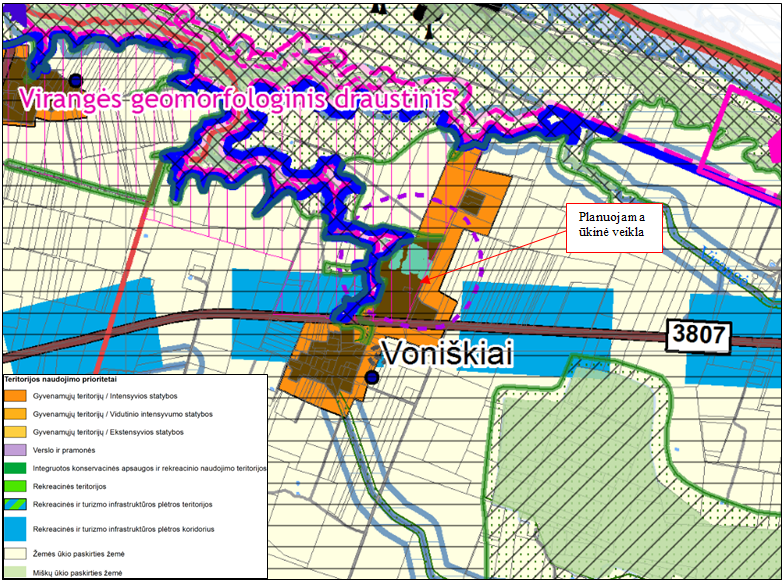 Virangės geomorfologinis draustinis
Planuojama
ūkinė veikla
3807
Voniškiai
Teritorijos naudojimo prioritetai
Gyvenamųjų teritorijų / Intensyvios statybos
Gyvenamųjų teritorijų / Vidutinio intensyvumo statybos
Gyvenamųjų teritorijų / Ekstensyvios statybos
Verslo ir pramonės
Integruotos konservacinės apsaugos ir rekreacinio naudojimo teritorijos
Rekreacinės teritorijos
Rekreacinės ir turizmo infrastruktūros plėtros teritorijos
Rekreacinės ir turizmo infrastruktūros plėtros koridorius
Žemės ūkio paskirties žemė
Miškų ūkio paskirties žemė